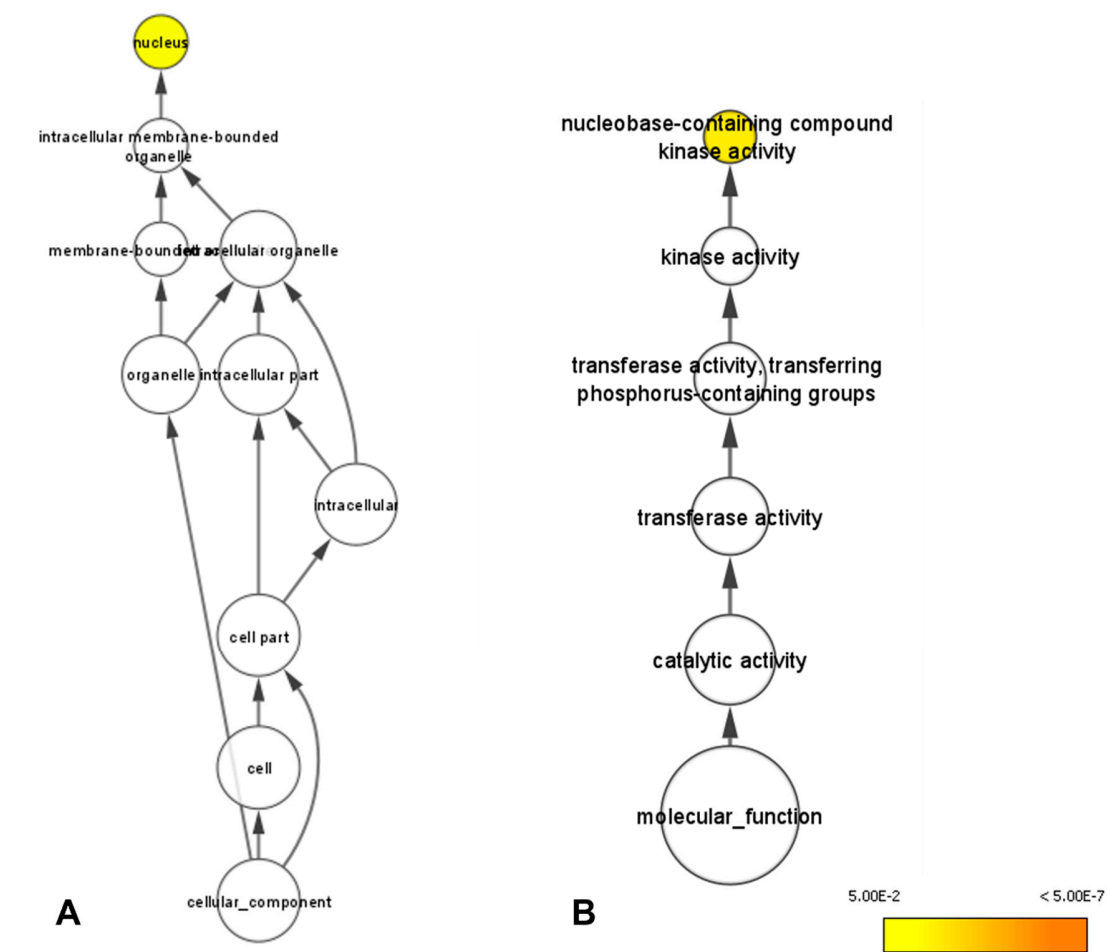 nucleus
intracellular membrane-bounded
organelle
membrane-bounded
intracellular organelle
organelle
intracellular part
intracellular
cell part
cell
cellular_component
A
nucleobase-containing compound
kinase activity
kinase activity
transferase activity, transferring
phosphorus-containing groups
transferase activity
catalytic activity
molecular_function
B
5.00E-2
< 5.00E-7